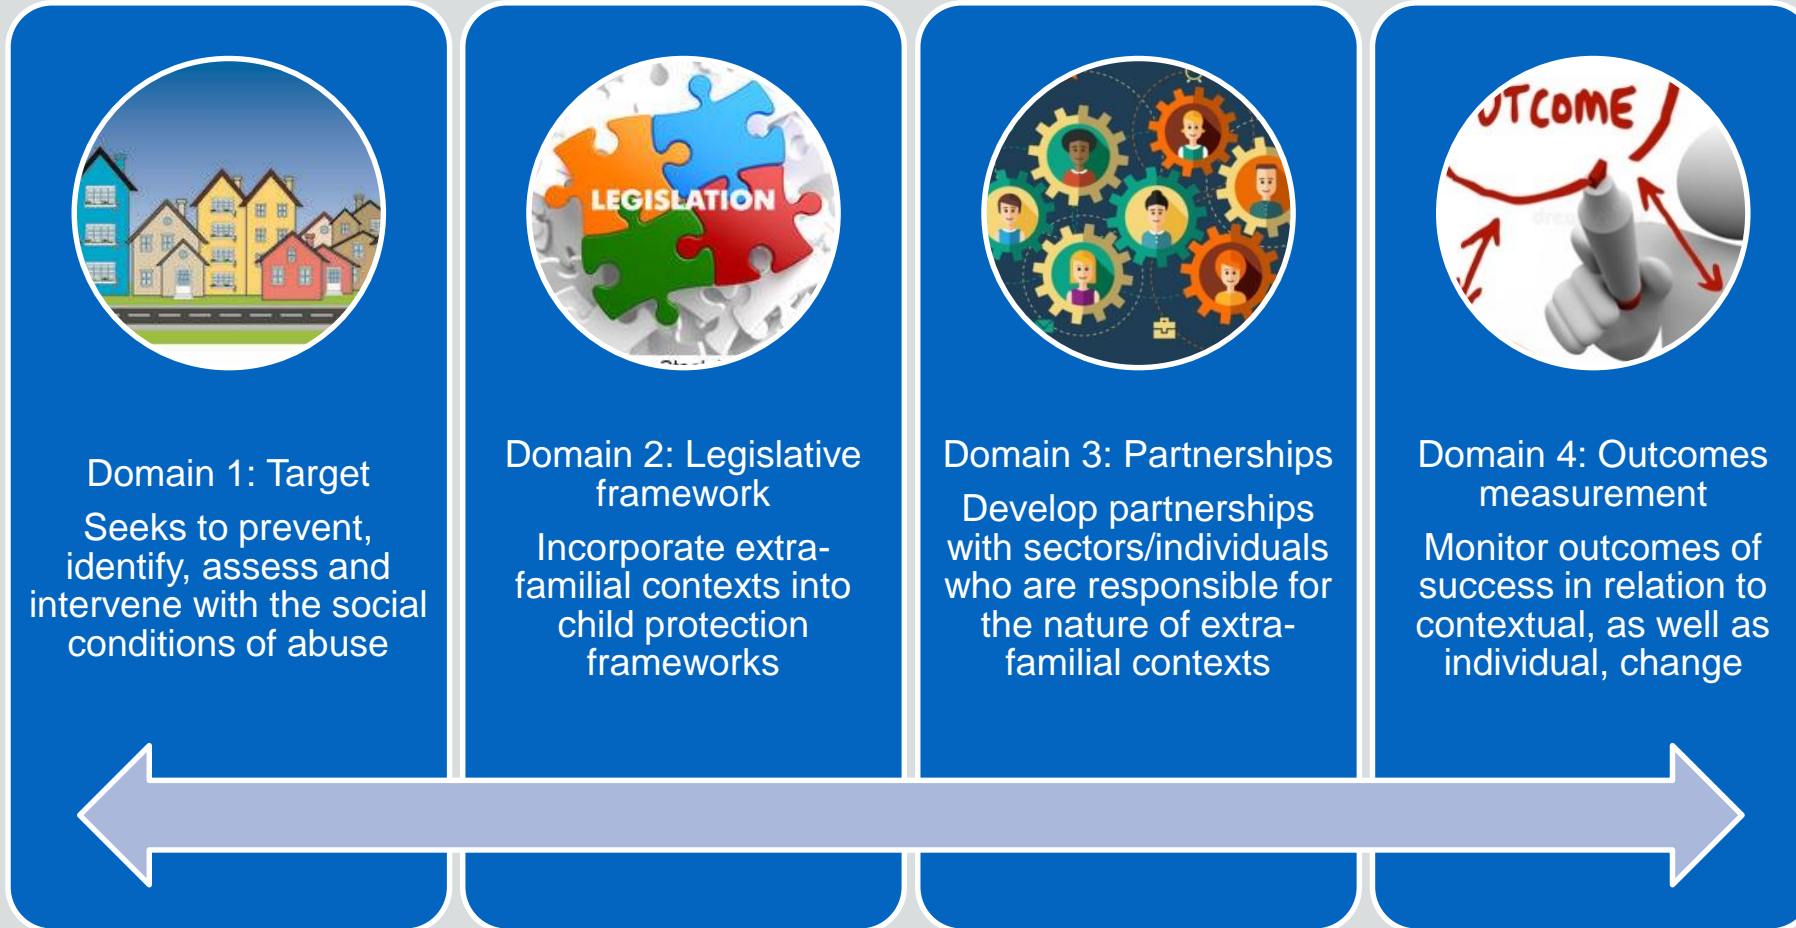 LEGISLATION
Domain 1: Target
Seeks to prevent,
identify, assess and
intervene with the social
conditions of abuse
Domain 2: Legislative
framework
Incorporate extra-
familial contexts into
child protection
frameworks
Domain 3: Partnerships
Develop partnerships
with sectors/individuals
who are responsible for
the nature of extra-
familial contexts
UTCOME
Domain 4: Outcomes
measurement
Monitor outcomes of
success in relation to
contextual, as well as
individual, change